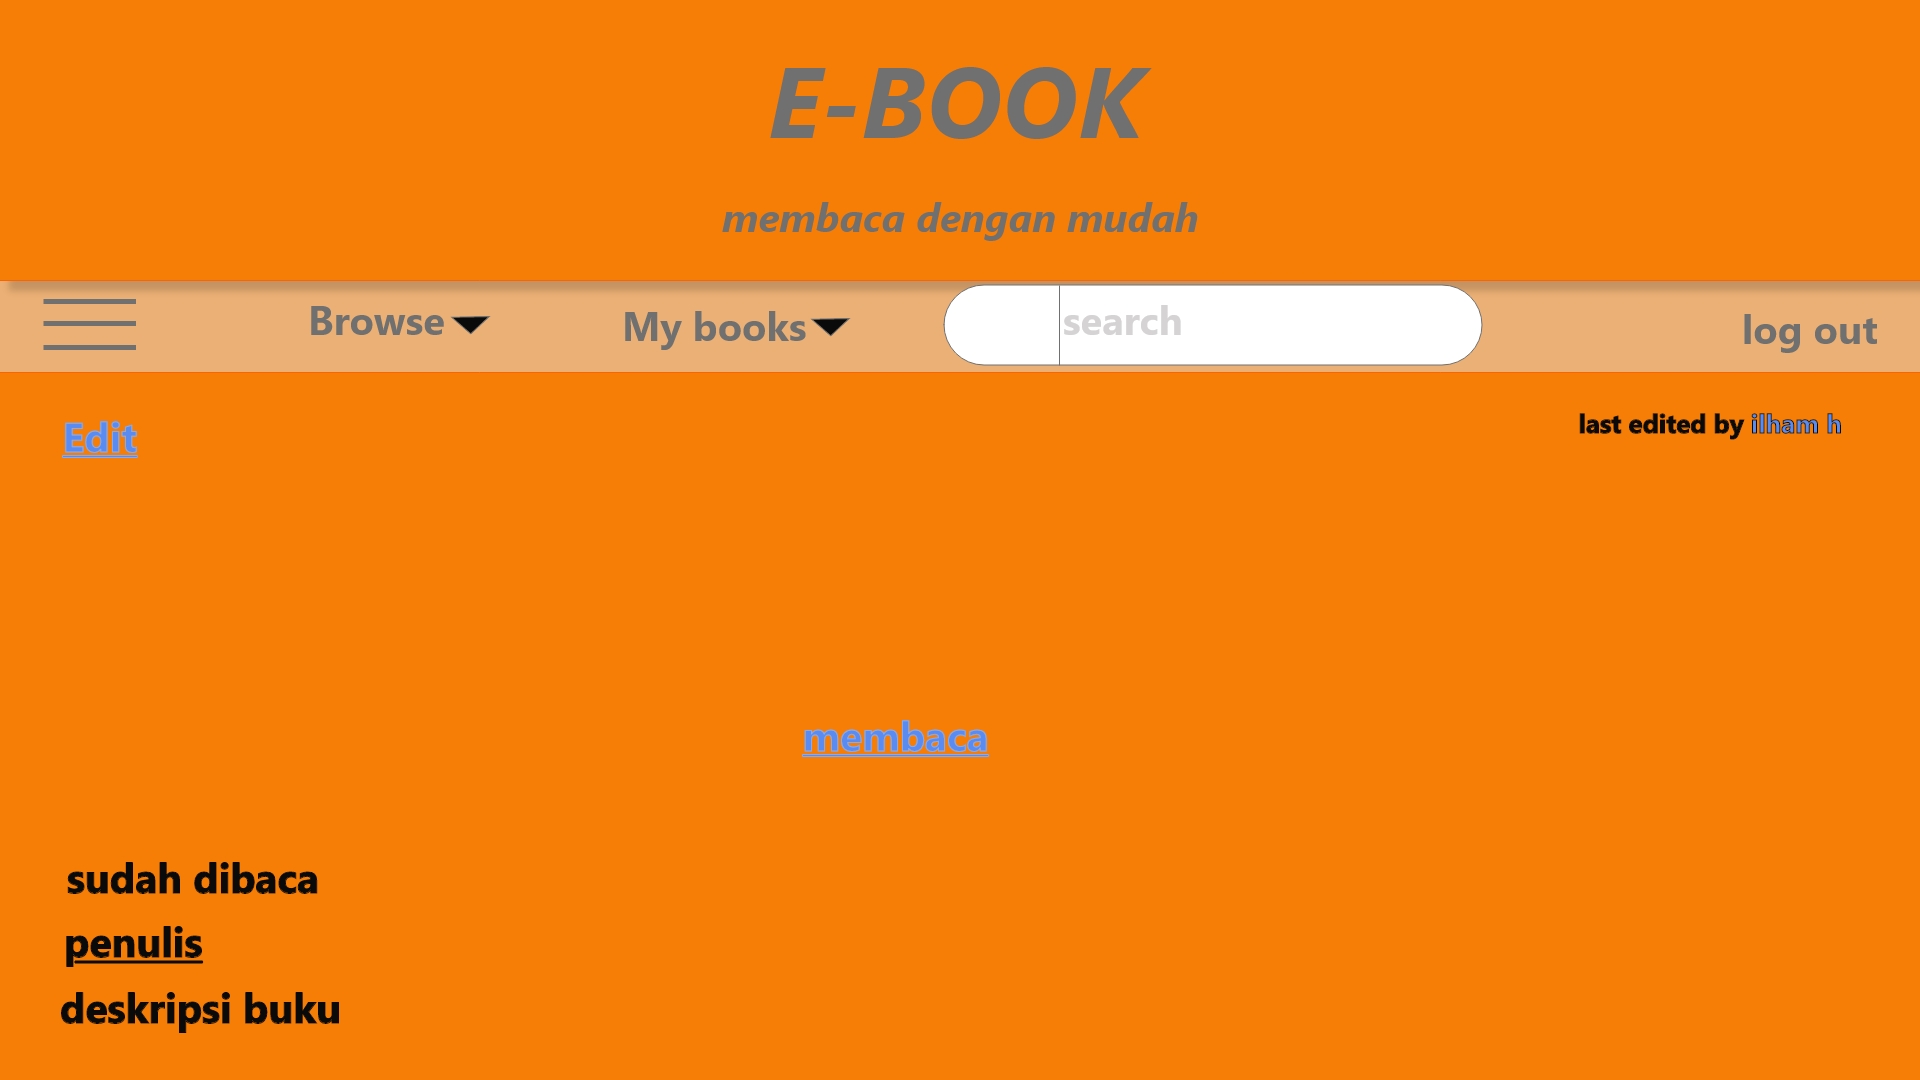 E-BOOK
membaca dengan mudah
Browse My books search log out
Edit last edited by ilham h
membaca
sudah dibaca
penulis
deskripsi buku